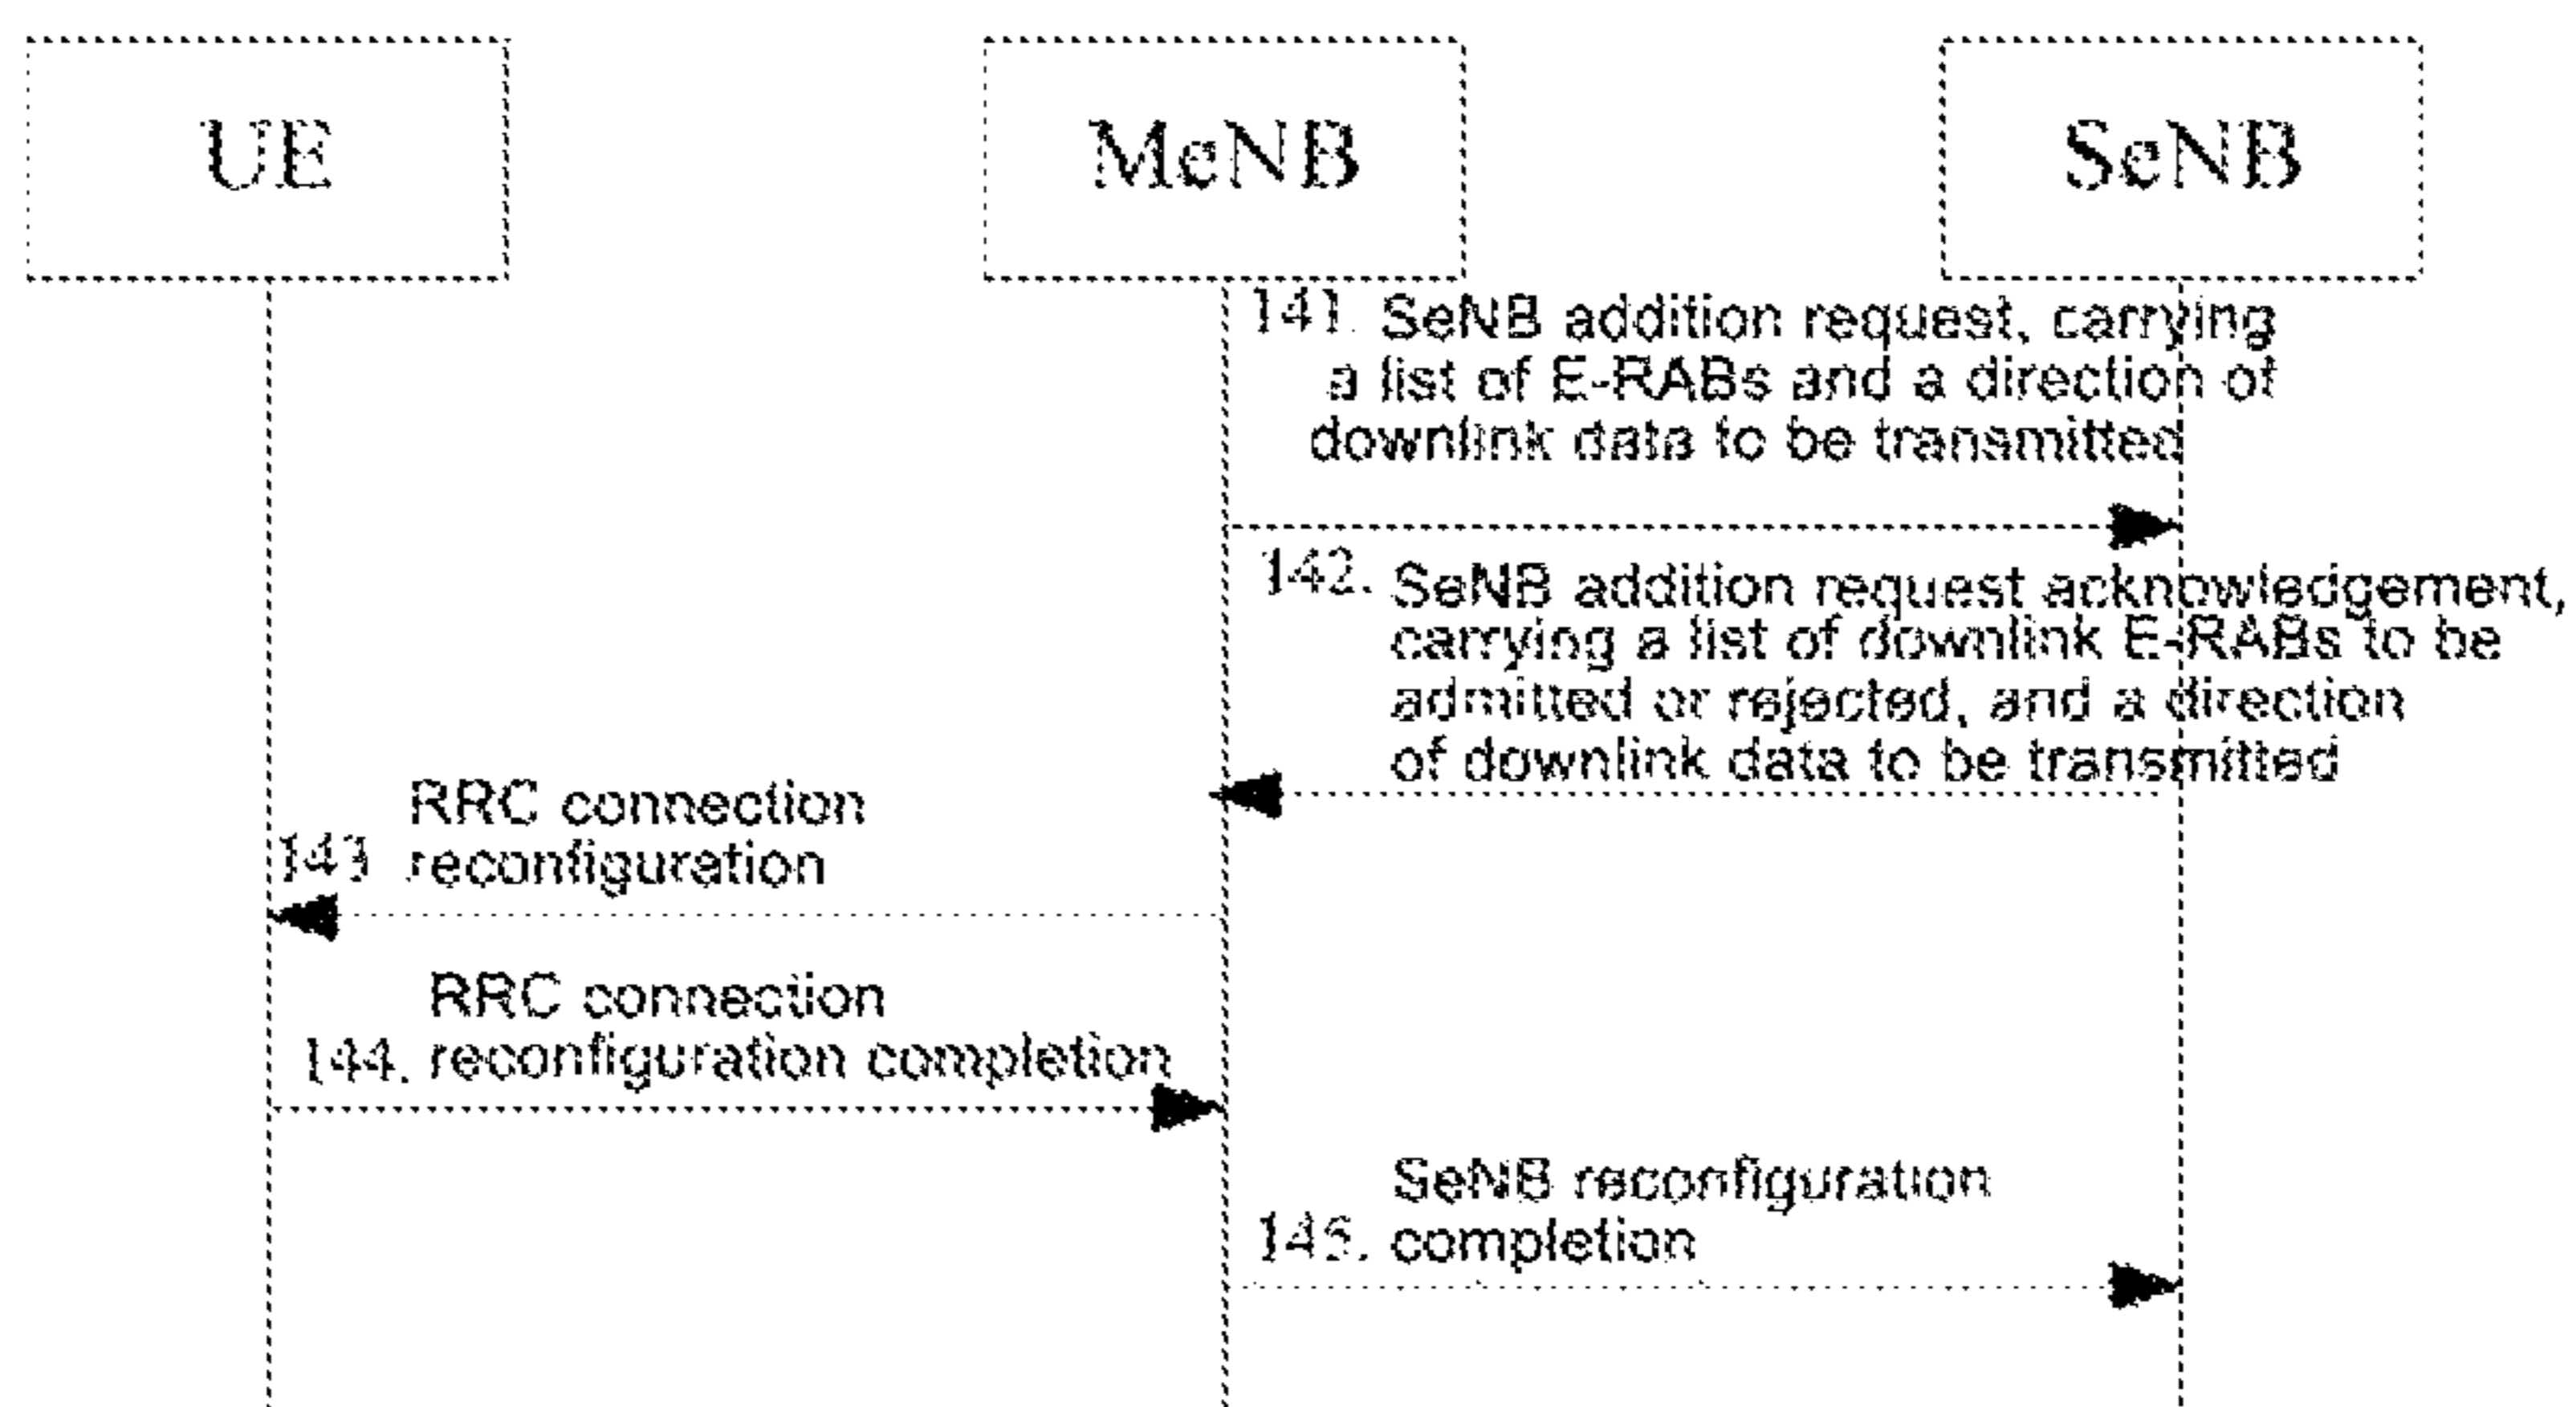 UE
MeNB
SeNB
141. SeNB addition request, carrying
a list of E-RABs and a direction of
downlink data to be transmitted
142. SeNB addition request acknowledgement,
carrying a list of downlink E-RABs to be
admitted or rejected, and a direction
of downlink data to be transmitted
RRC connection
143 reconfiguration
RRC connection
144. reconfiguration completion
SeNB reconfiguration
145. completion